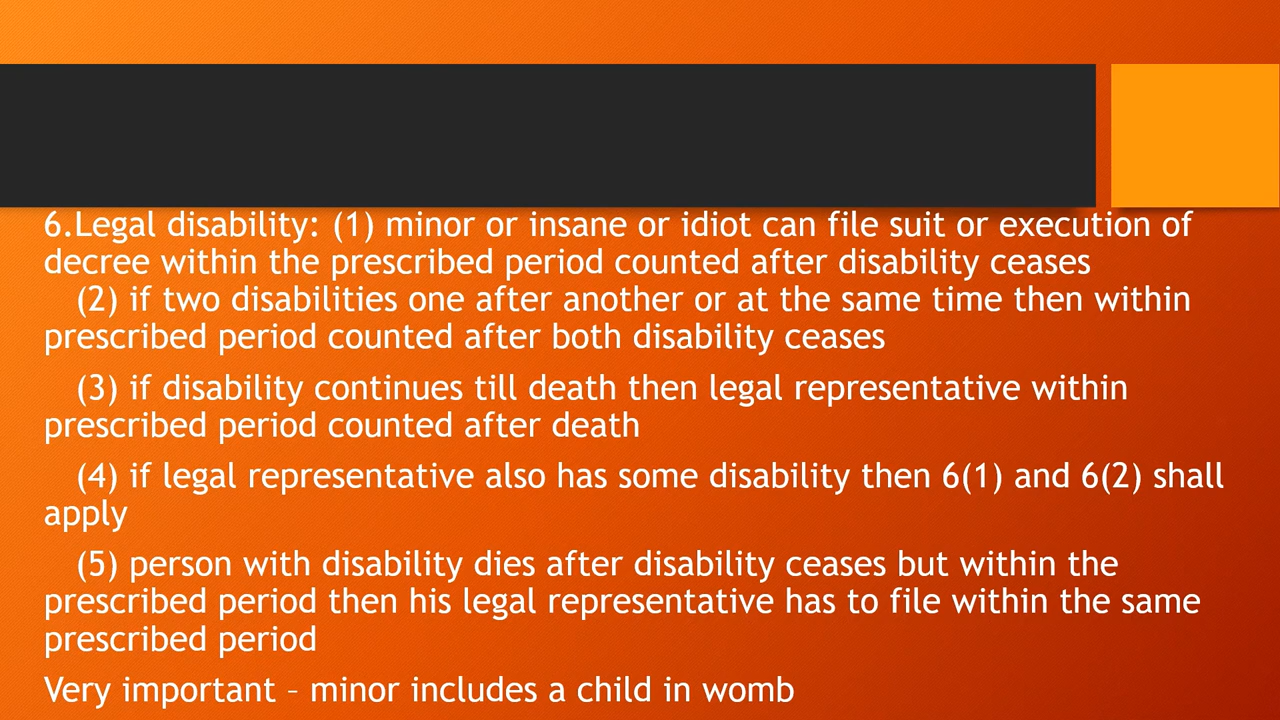 6.Legal disability: (1) minor or insane or idiot can file suit or execution of
decree within the prescribed period counted after disability ceases
(2) if two disabilities one after another or at the same time then within
prescribed period counted after both disability ceases
(3) if disability continues till death then legal representative within
prescribed period counted after death
(4) if legal representative also has some disability then 6(1) and 6(2) shall
apply
(5) person with disability dies after disability ceases but within the
prescribed period then his legal representative has to file within the same
prescribed period
Very important – minor includes a child in womb